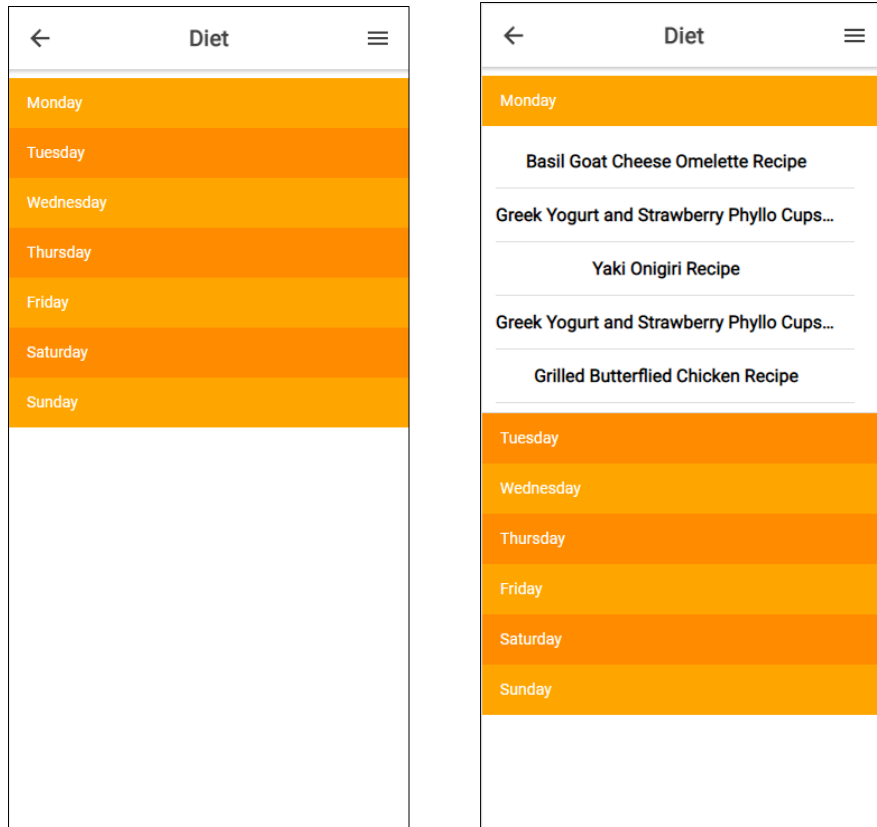 Diet
Monday
Tuesday
Wednesday
Thursday
Friday
Saturday
Sunday
Diet
Monday
Basil Goat Cheese Omelette Recipe
Greek Yogurt and Strawberry Phyllo Cups...
Yaki Onigiri Recipe
Greek Yogurt and Strawberry Phyllo Cups...
Grilled Butterflied Chicken Recipe
Tuesday
Wednesday
Thursday
Friday
Saturday
Sunday